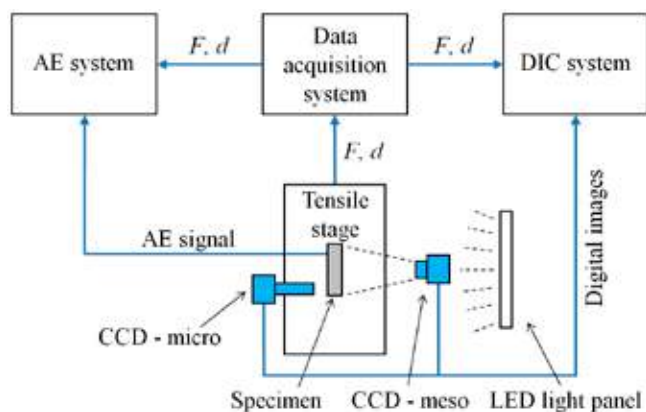 AE system
F, d
Data
acquisition
system
F, d
DIC system
F, d
Tensile
stage
AE signal
Digital images
CCD - micro
Specimen
CCD - meso
LED light panel